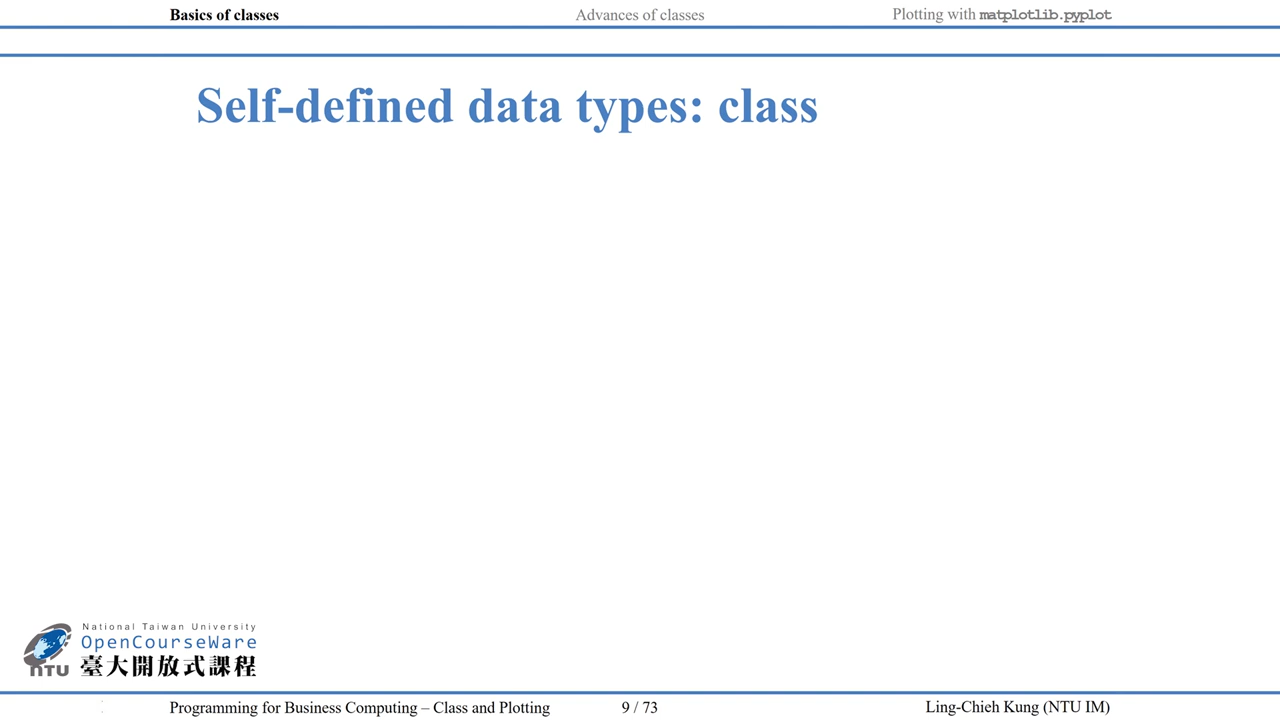 Basics of classes
Advances of classes
Plotting with matplotlib.pyplot
Self-defined data types: class
National Taiwan University
OpenCourseWare
NTU 臺大開放式課程
Programming for Business Computing – Class and Plotting
9 / 73
Ling-Chieh Kung (NTU IM)